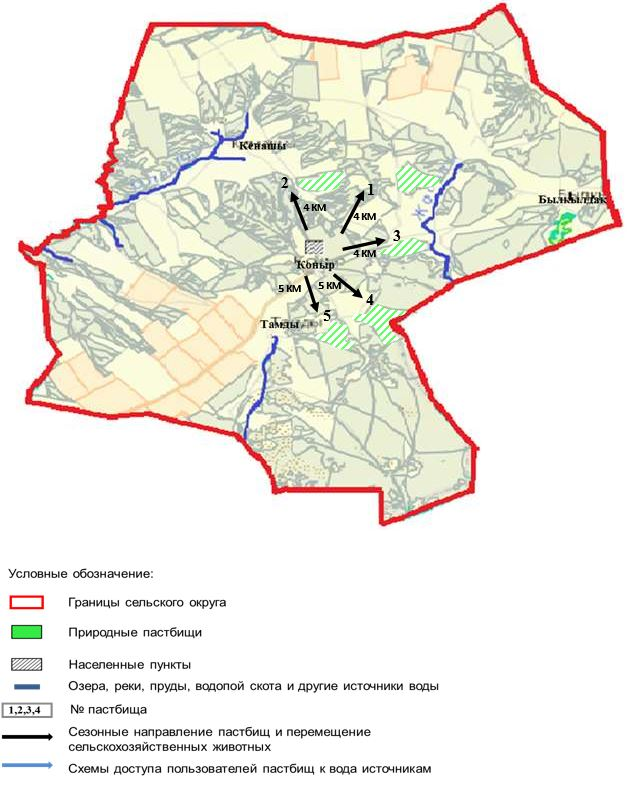 Кенащы
2
1
4 КМ
4 КМ
Былкылдак
3
4 КМ
Коныр
5 КМ
5 КМ
4
5
Тамды
Условные обозначение:
Границы сельского округа
Природные пастбищи
Населенные пункты
Озера, реки, пруды, водопой скота и другие источники воды
1,2,3,4 № пастбища
Сезонные направление пастбищ и перемещение
сельскохозяйственных животных
Схемы доступа пользователей пастбищ к вода источникам